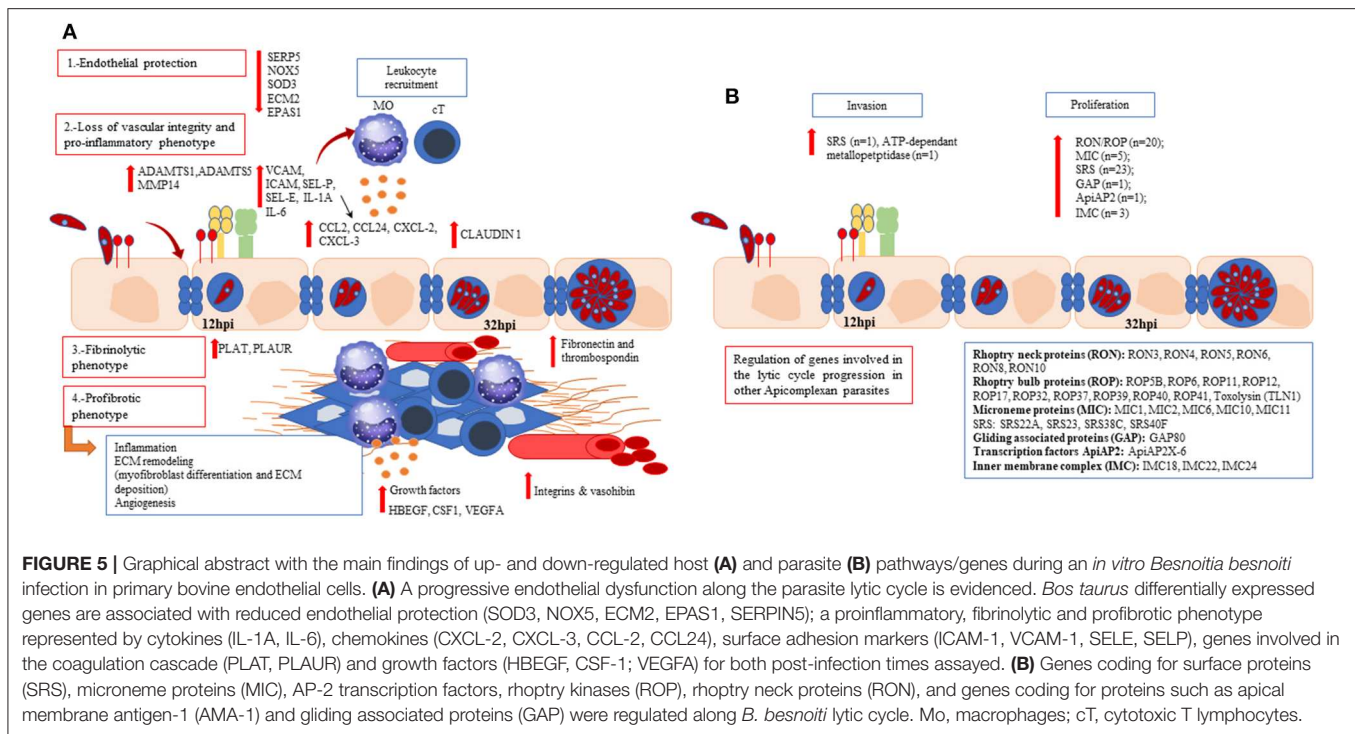 A
1.-Endothelial protection
SERP5
NOX5
SOD3
ECM2
EPAS1
Leukocyte
recruitment
MO
cT
2.-Loss of vascular integrity and
pro-inflammatory phenotype
ADAMTS1,ADAMTS5
MMP14
VCAM,
ICAM, SEL-P,
SEL-E, IL-1A
IL-6
CCL2, CCL24, CXCL-2,
CXCL-3
CLAUDIN 1
12hpi
32hpi
3.-Fibrinolytic
phenotype
PLAT, PLAUR
Fibronectin and
thrombospondin
4.-Profibrotic
phenotype
Inflammation
ECM remodeling
(myofibroblast differentiation and ECM
deposition)
Angiogenesis
Growth factors
HBEGF, CSF1, VEGFA
Integrins & vasohibin
B
Invasion
Proliferation
SRS (n=1), ATP-dependant
metallopetptidase (n=1)
RON/ROP (n=20);
MIC (n=5);
SRS (n=23);
GAP (n=1);
ApiAP2 (n=1);
IMC (n= 3)
12hpi
32hpi
Regulation of genes involved in
the lytic cycle progression in
other Apicomplexan parasites
Rhoptry neck proteins (RON): RON3, RON4, RON5, RON6,
RON8, RON10
Rhoptry bulb proteins (ROP): ROP5B, ROP6, ROP11, ROP12,
ROP17, ROP32, ROP37, ROP39, ROP40, ROP41, Toxolysin (TLN1)
Microneme proteins (MIC): MIC1, MIC2, MIC6, MIC10, MIC11
SRS: SRS22A, SRS23, SRS38C, SRS40F
Gliding associated proteins (GAP): GAP80
Transcription factors ApiAP2: ApiAP2X-6
Inner membrane complex (IMC): IMC18, IMC22, IMC24
FIGURE 5 | Graphical abstract with the main findings of up- and down-regulated host (A) and parasite (B) pathways/genes during an in vitro Besnoitia besnoiti
infection in primary bovine endothelial cells. (A) A progressive endothelial dysfunction along the parasite lytic cycle is evidenced. Bos taurus differentially expressed
genes are associated with reduced endothelial protection (SOD3, NOX5, ECM2, EPAS1, SERPIN5); a proinflammatory, fibrinolytic and profibrotic phenotype
represented by cytokines (IL-1A, IL-6), chemokines (CXCL-2, CXCL-3, CCL-2, CCL24), surface adhesion markers (ICAM-1, VCAM-1, SELE, SELP), genes involved in
the coagulation cascade (PLAT, PLAUR) and growth factors (HBEGF, CSF-1; VEGFA) for both post-infection times assayed. (B) Genes coding for surface proteins
(SRS), microneme proteins (MIC), AP-2 transcription factors, rhoptry kinases (ROP), rhoptry neck proteins (RON), and genes coding for proteins such as apical
membrane antigen-1 (AMA-1) and gliding associated proteins (GAP) were regulated along B. besnoiti lytic cycle. Mo, macrophages; cT, cytotoxic T lymphocytes.